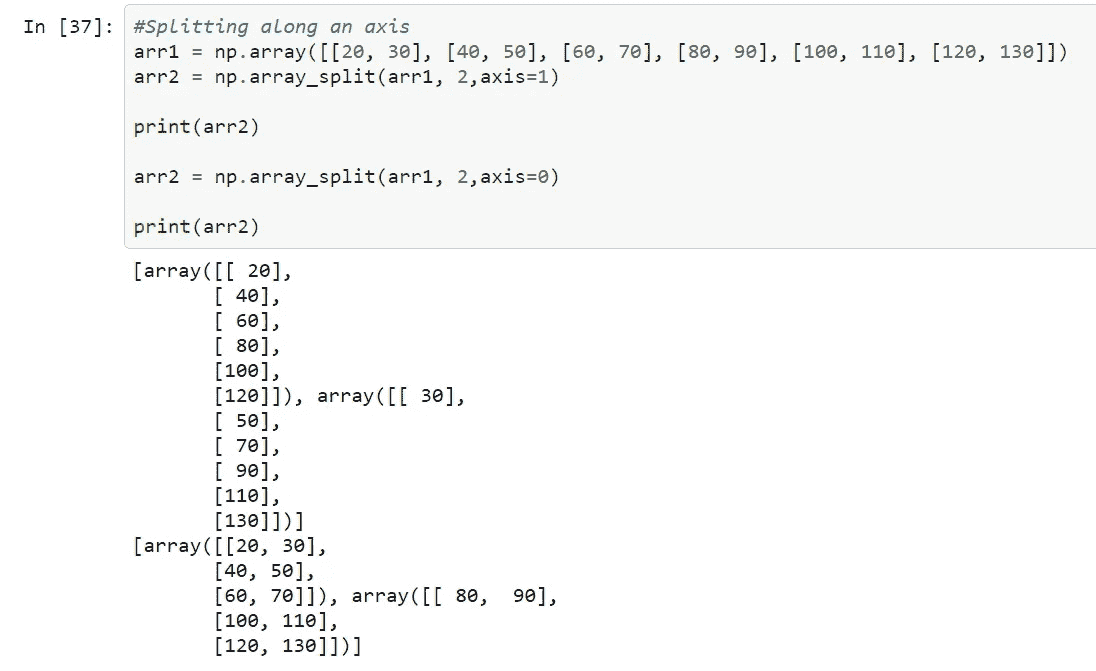 In [37]: #Splitting along an axis
arr1 = np.array([[20, 30], [40, 50], [60, 70], [80, 90], [100, 110], [120, 130]])
arr2 = np.array_split(arr1, 2,axis=1)
print(arr2)
arr2 = np.array_split(arr1, 2,axis=0)
print(arr2)
[array([[ 20],
[ 40],
[ 60],
[ 80],
[100],
[120]]), array([[ 30],
[ 50],
[ 70],
[ 90],
[110],
[130]])]
[array([[20, 30],
[40, 50],
[60, 70]]), array([[ 80,  90],
[100, 110],
[120, 130]])]